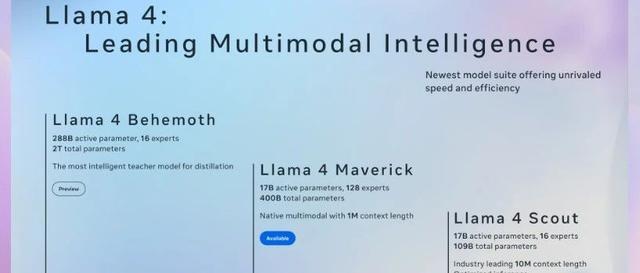 Llama 4:
Leading Multimodal Intelligence
Newest model suite offering unrivaled
speed and efficiency
Llama 4 Behemoth
288B active parameter, 16 experts
2T total parameters
The most intelligent teacher model for distillation
Preview
Llama 4 Maverick
17B active parameters, 128 experts
400B total parameters
Native multimodal with 1M context length
Available
Llama 4 Scout
17B active parameters, 16 experts
109B total parameters
Industry leading 10M context length